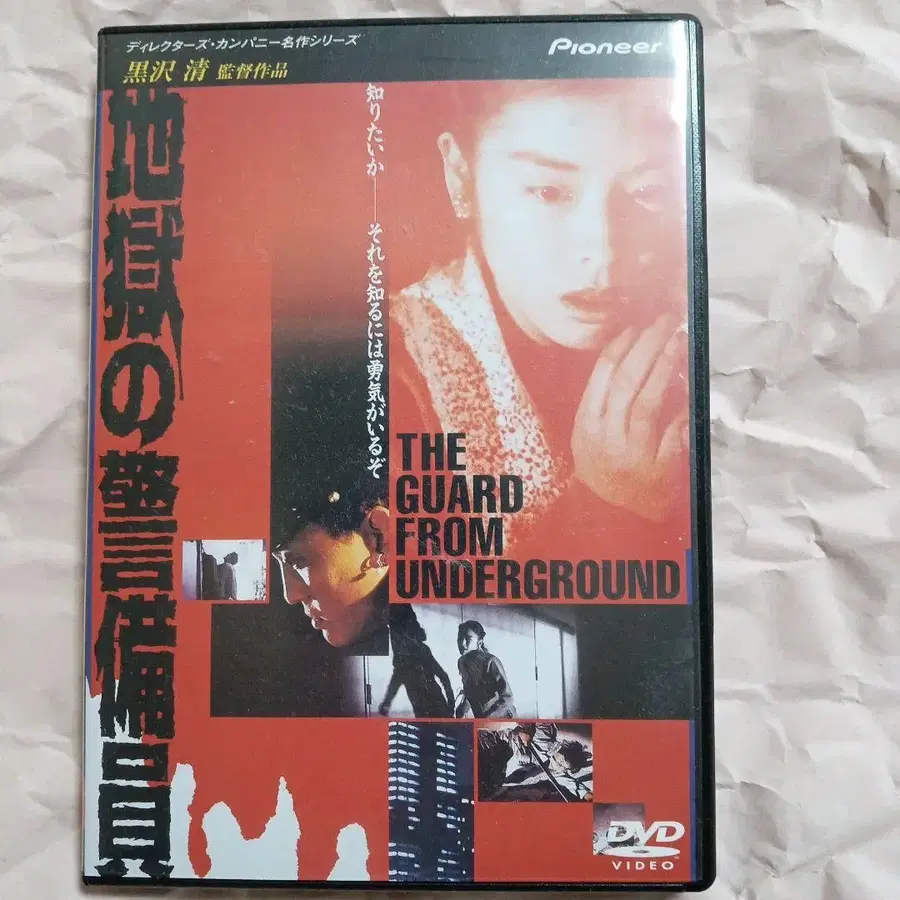 ディレクターズ・カンパニー名作シリーズ
Pioneer
黒沢 清 監督作品
地獄の警備員
知りたいか——それを知るには勇気がいるぞ
THE
GUARD
FROM
UNDERGROUND
DVD
VIDEO™